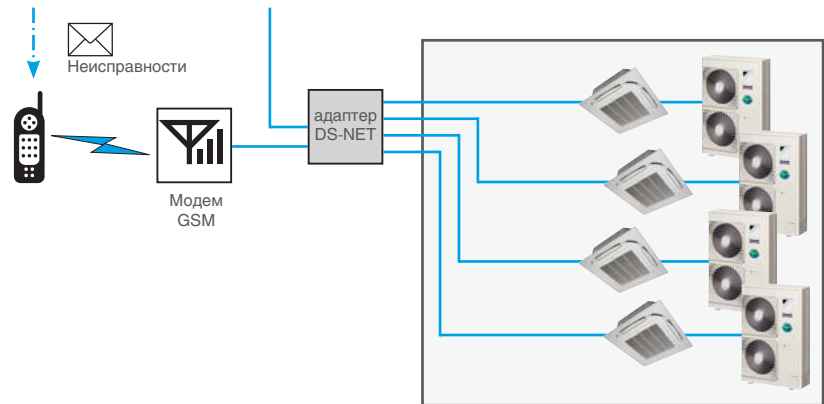 Неисправности
адаптер
DS-NET
Модем
GSM